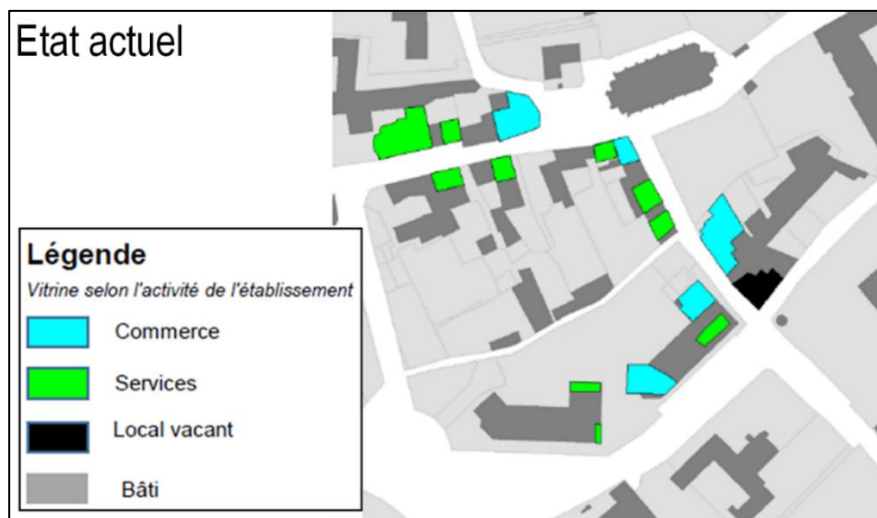 Etat actuel
Légende
Vitrine selon l'activité de l'établissement
Commerce
Services
Local vacant
Bâti